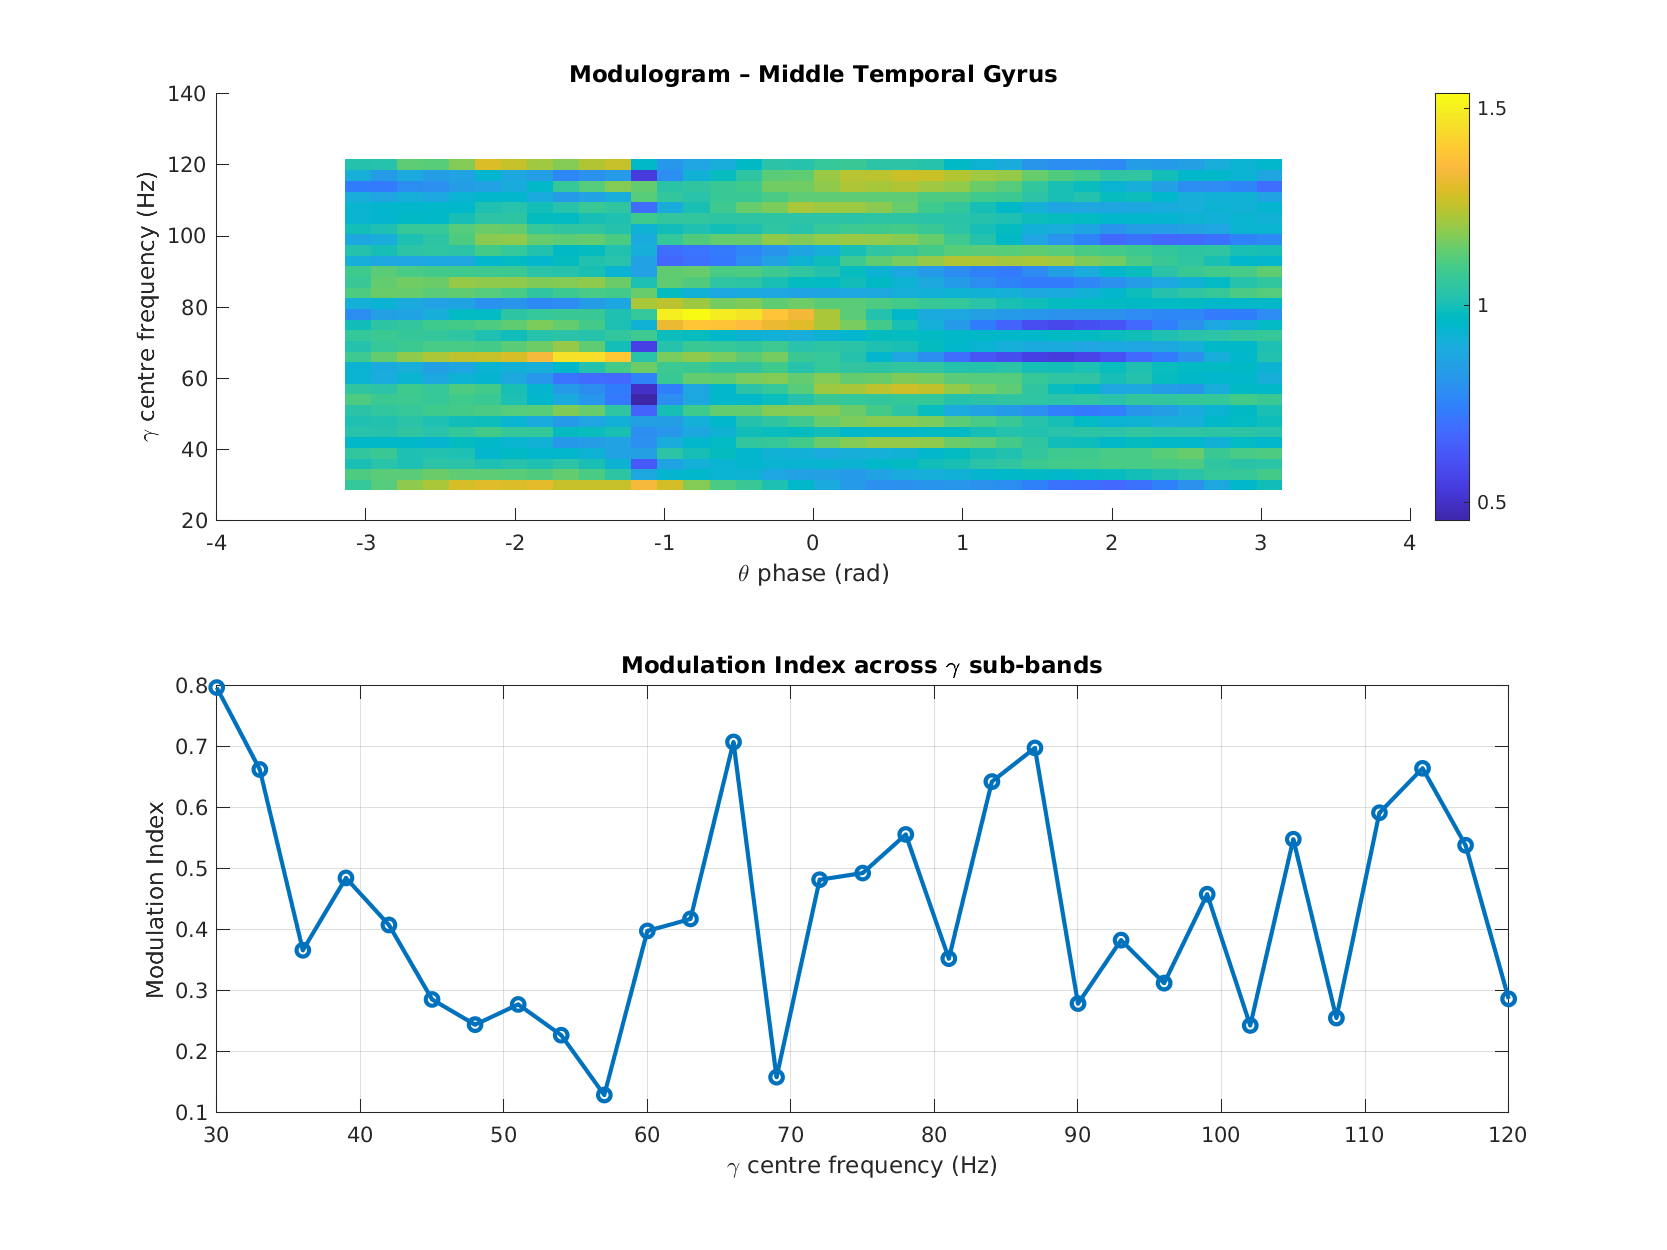 Modulogram – Middle Temporal Gyrus
140
120
100
80
60
40
20
γ centre frequency (Hz)
-4 -3 -2 -1 0 1 2 3 4
θ phase (rad)
1.5
1
0.5
Modulation Index across γ sub-bands
0.8
0.7
0.6
0.5
0.4
0.3
0.2
0.1
Modulation Index
30 40 50 60 70 80 90 100 110 120
γ centre frequency (Hz)